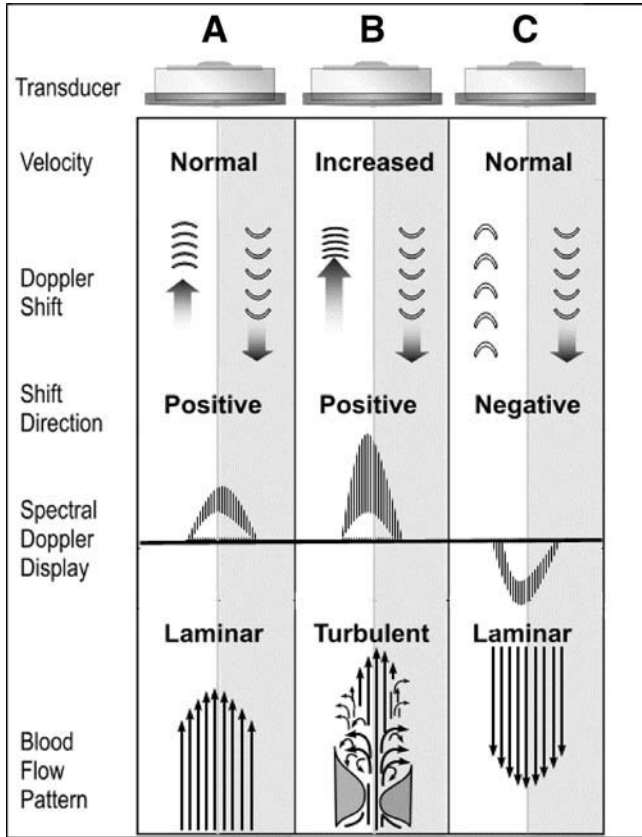 A B C
Transducer
Velocity Normal Increased Normal
Doppler
Shift
Shift
Direction
Positive Positive Negative
Spectral
Doppler
Display
Laminar Turbulent Laminar
Blood
Flow
Pattern